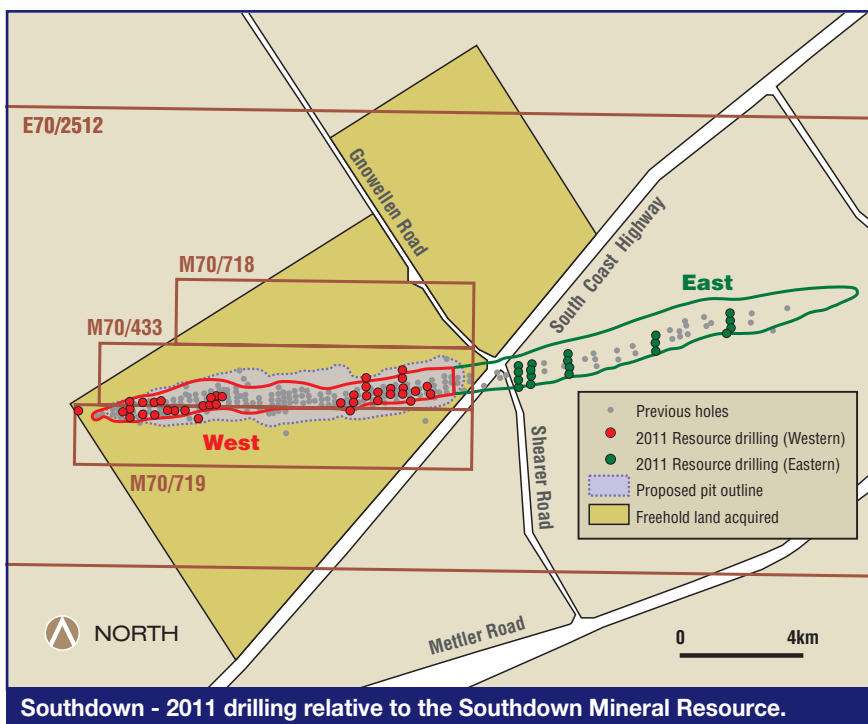 E70/2512
Gnowellen Road
South Coast Highway
M70/718
East
M70/433
West
M70/719
Shearer Road
Previous holes
2011 Resource drilling (Western)
2011 Resource drilling (Eastern)
Proposed pit outline
Freehold land acquired
NORTH
Mettler Road
0 4km
Southdown - 2011 drilling relative to the Southdown Mineral Resource.